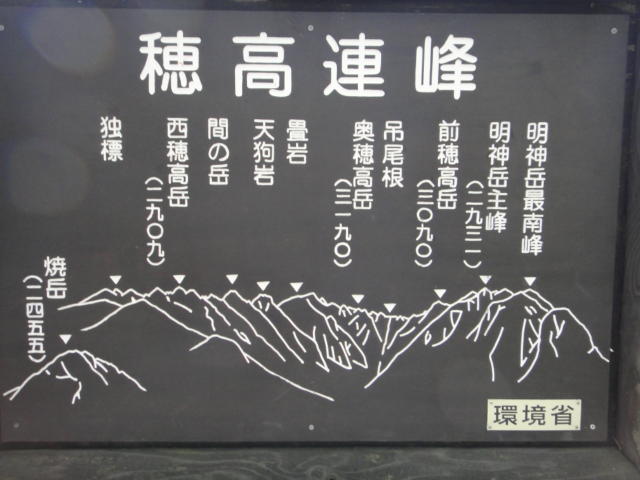 穂高連峰
明神岳最南峰
明神岳主峰
(二九三一)
前穂高岳
(三〇九〇)
吊尾根
奥穂高岳
(三一九〇)
畳岩
天狗岩
間の岳
西穂高岳
(二九〇九)
独標
焼岳
(二四五五)
環境省